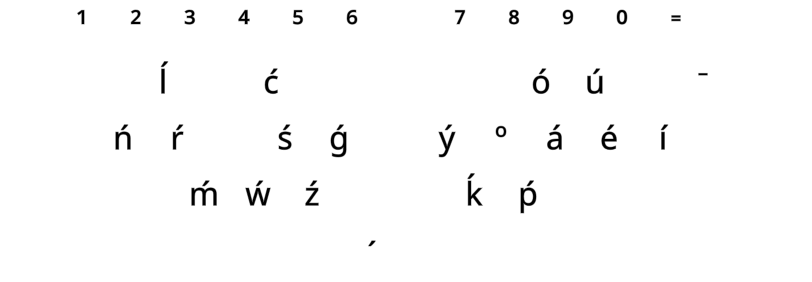 1 2 3 4 5 6 7 8 9 0 =
ĺ ć ó ú ¯
ń ŕ ś ǵ ý º á é í
ḿ ẃ ź ḱ ṕ
´